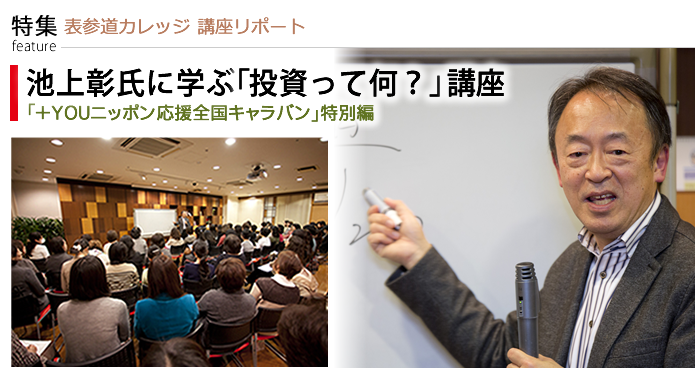 特集 表参道カレッジ 講座リポート
feature
池上彰氏に学ぶ「投資って何？」講座
「＋YOUニッポン応援全国キャラバン」特別編